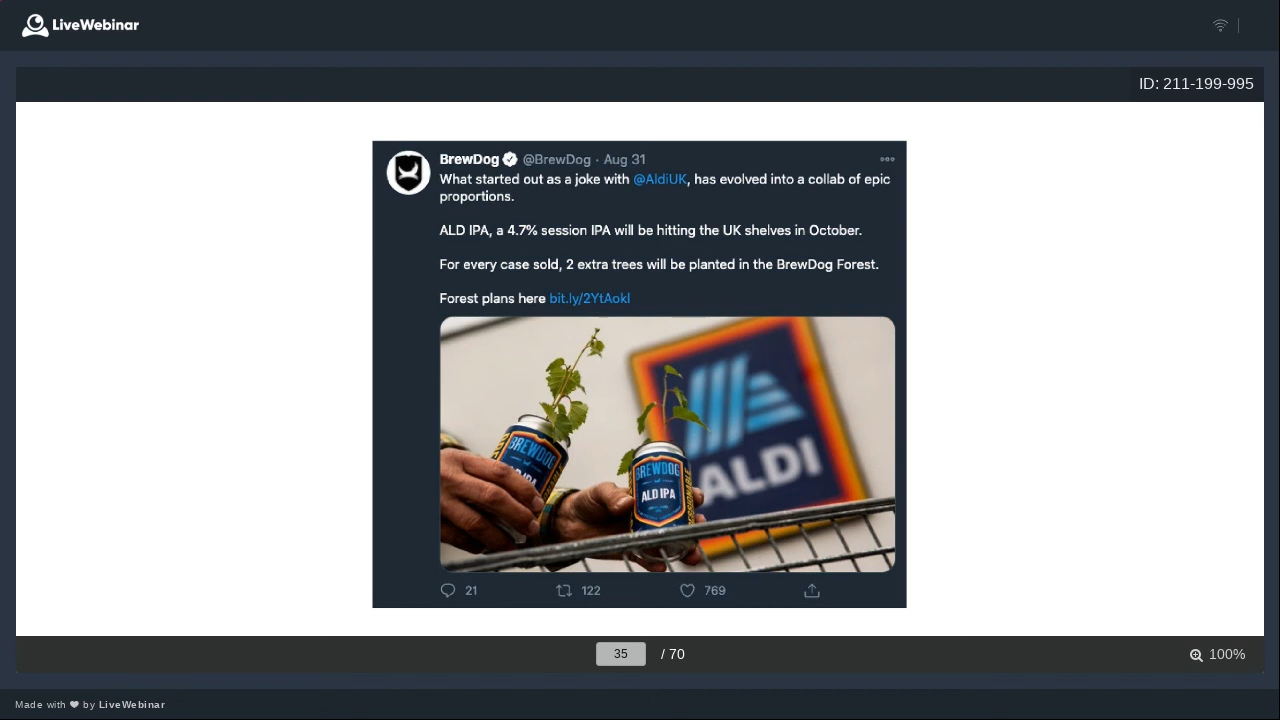 LiveWebinar
ID: 211-199-995
BrewDog @BrewDog · Aug 31
What started out as a joke with @AldiUK, has evolved into a collab of epic
proportions.
ALD IPA, a 4.7% session IPA will be hitting the UK shelves in October.
For every case sold, 2 extra trees will be planted in the BrewDog Forest.
Forest plans here bit.ly/2YtAokl
BREWDOG
ALD IPA
BREWDOG
ALD IPA
ALDI
21 122 769
35 / 70
100%
Made with by LiveWebinar